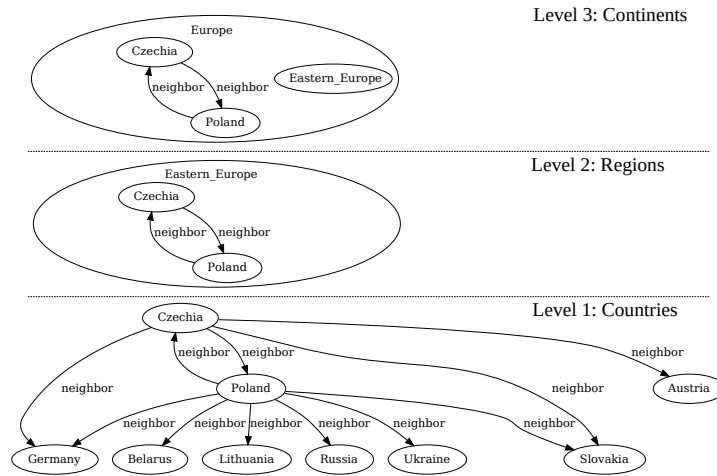 Level 3: Continents
Europe
Czechia
Eastern_Europe
neighbor neighbor
Poland
Level 2: Regions
Eastern_Europe
Czechia
neighbor neighbor
Poland
Level 1: Countries
Czechia
neighbor neighbor neighbor
Poland Austria
neighbor neighbor
neighbor neighbor neighbor neighbor neighbor neighbor
Germany Belarus Lithuania Russia Ukraine Slovakia